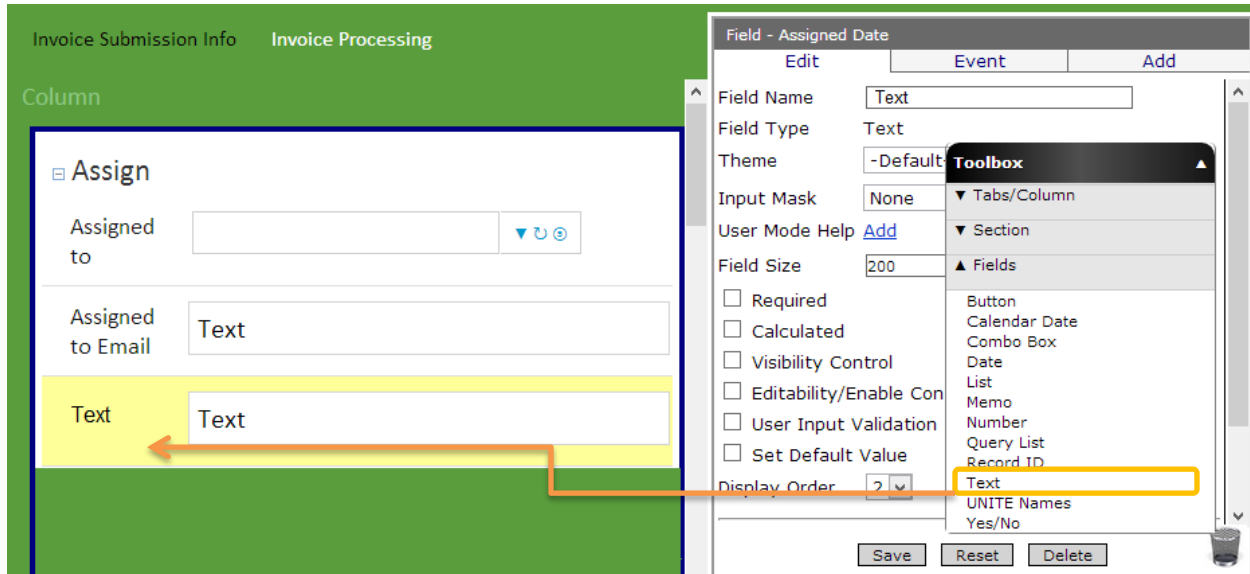 Invoice Submission Info Invoice Processing
Column
Assign
Assigned
to
Assigned
to Email
Text
Text
Text
Field - Assigned Date
Edit Event Add
Field Name Text
Field Type Text
Theme -Default-
Input Mask None
User Mode Help Add
Field Size 200
Required
Calculated
Visibility Control
Editability/Enable Con
User Input Validation
Set Default Value
Display Order 2
Save Reset Delete
Toolbox
Tabs/Column
Section
Fields
Button
Calendar Date
Combo Box
Date
List
Memo
Number
Query List
Record ID
Text
UNITE Names
Yes/No